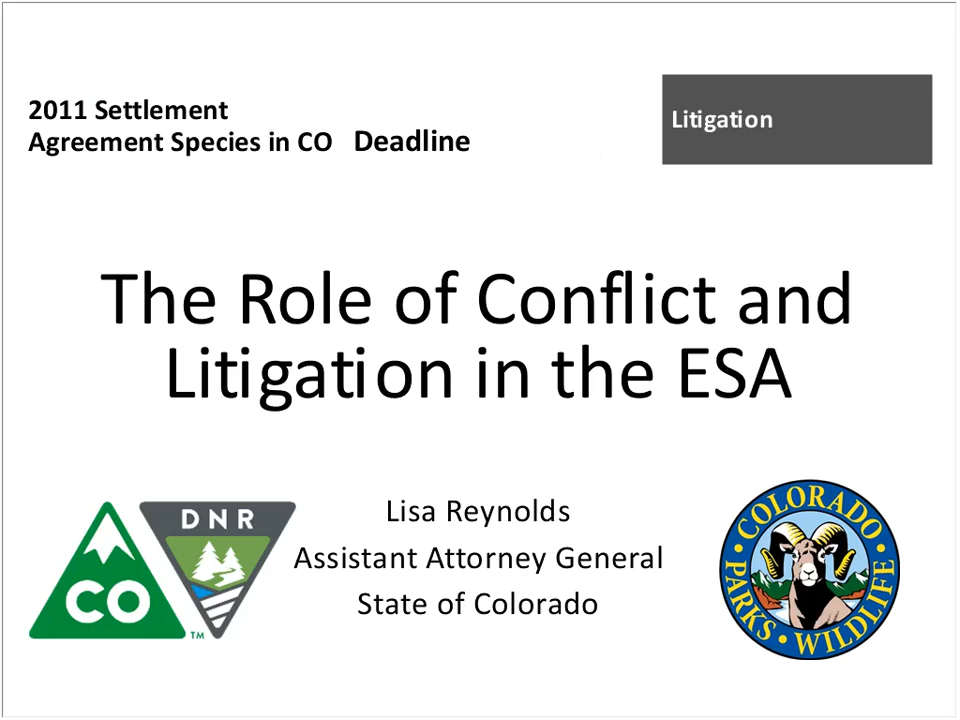 2011 Settlement
Agreement Species in CO Deadline
Litigation
The Role of Conflict and
Litigation in the ESA
Lisa Reynolds
Assistant Attorney General
State of Colorado
DNR
CO
TM
COLORADO
PARKS • WILDLIFE